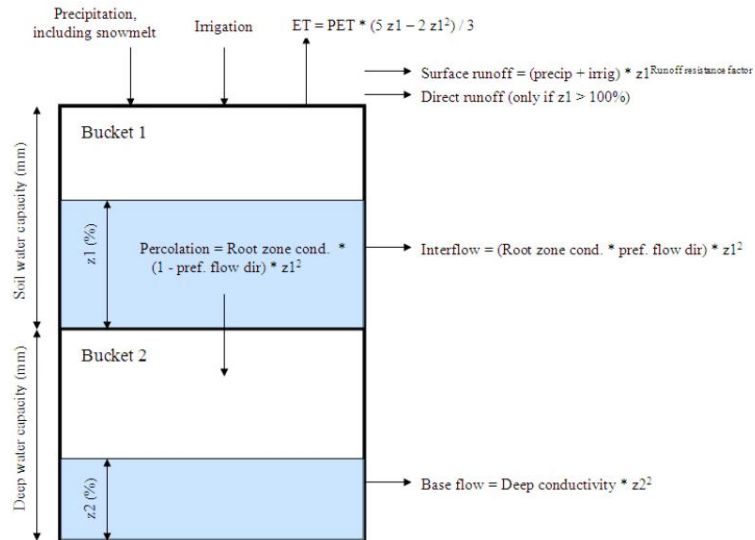 Precipitation,
including snowmelt
Irrigation
ET = PET * (5 z1 – 2 z1²) / 3
Surface runoff = (precip + irrig) * z1^Runoff resistance factor
Direct runoff (only if z1 > 100%)
Bucket 1
Soil water capacity (mm)
z1 (%)
Percolation = Root zone cond. *
(1 - pref. flow dir) * z1²
Interflow = (Root zone cond. * pref. flow dir) * z1²
Bucket 2
Deep water capacity (mm)
z2 (%)
Base flow = Deep conductivity * z2²